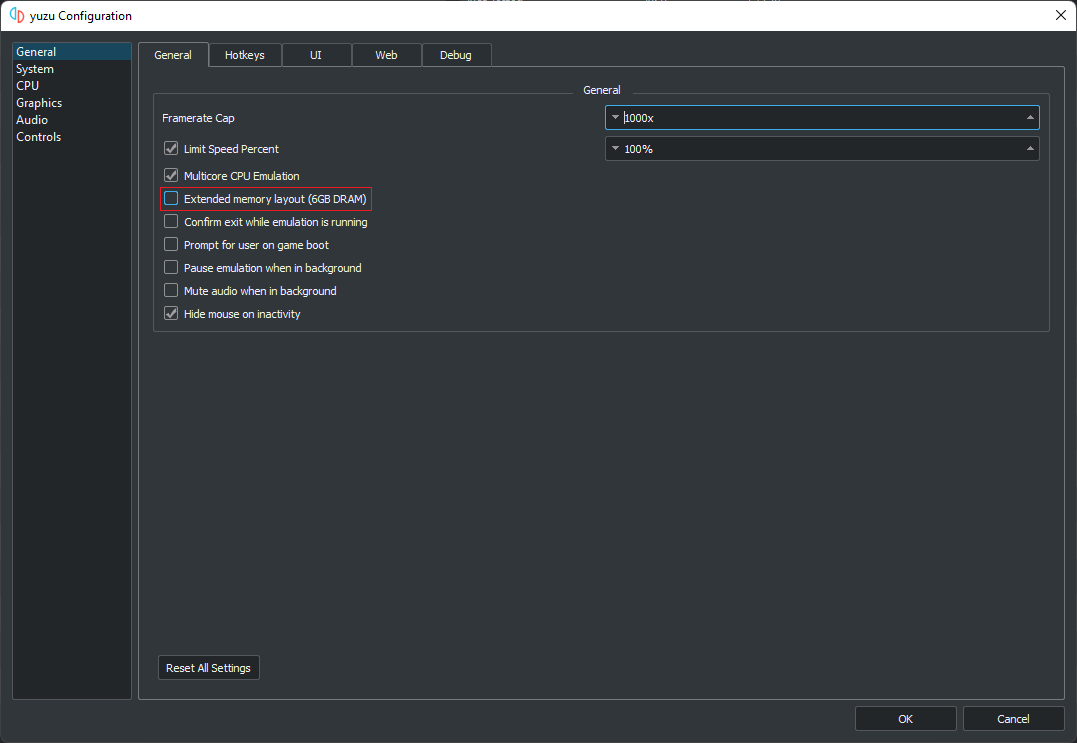 yuzu Configuration
General
System
CPU
Graphics
Audio
Controls
General Hotkeys UI Web Debug
General
Framerate Cap 1000x
Limit Speed Percent 100%
Multicore CPU Emulation
Extended memory layout (6GB DRAM)
Confirm exit while emulation is running
Prompt for user on game boot
Pause emulation when in background
Mute audio when in background
Hide mouse on inactivity
Reset All Settings
OK Cancel